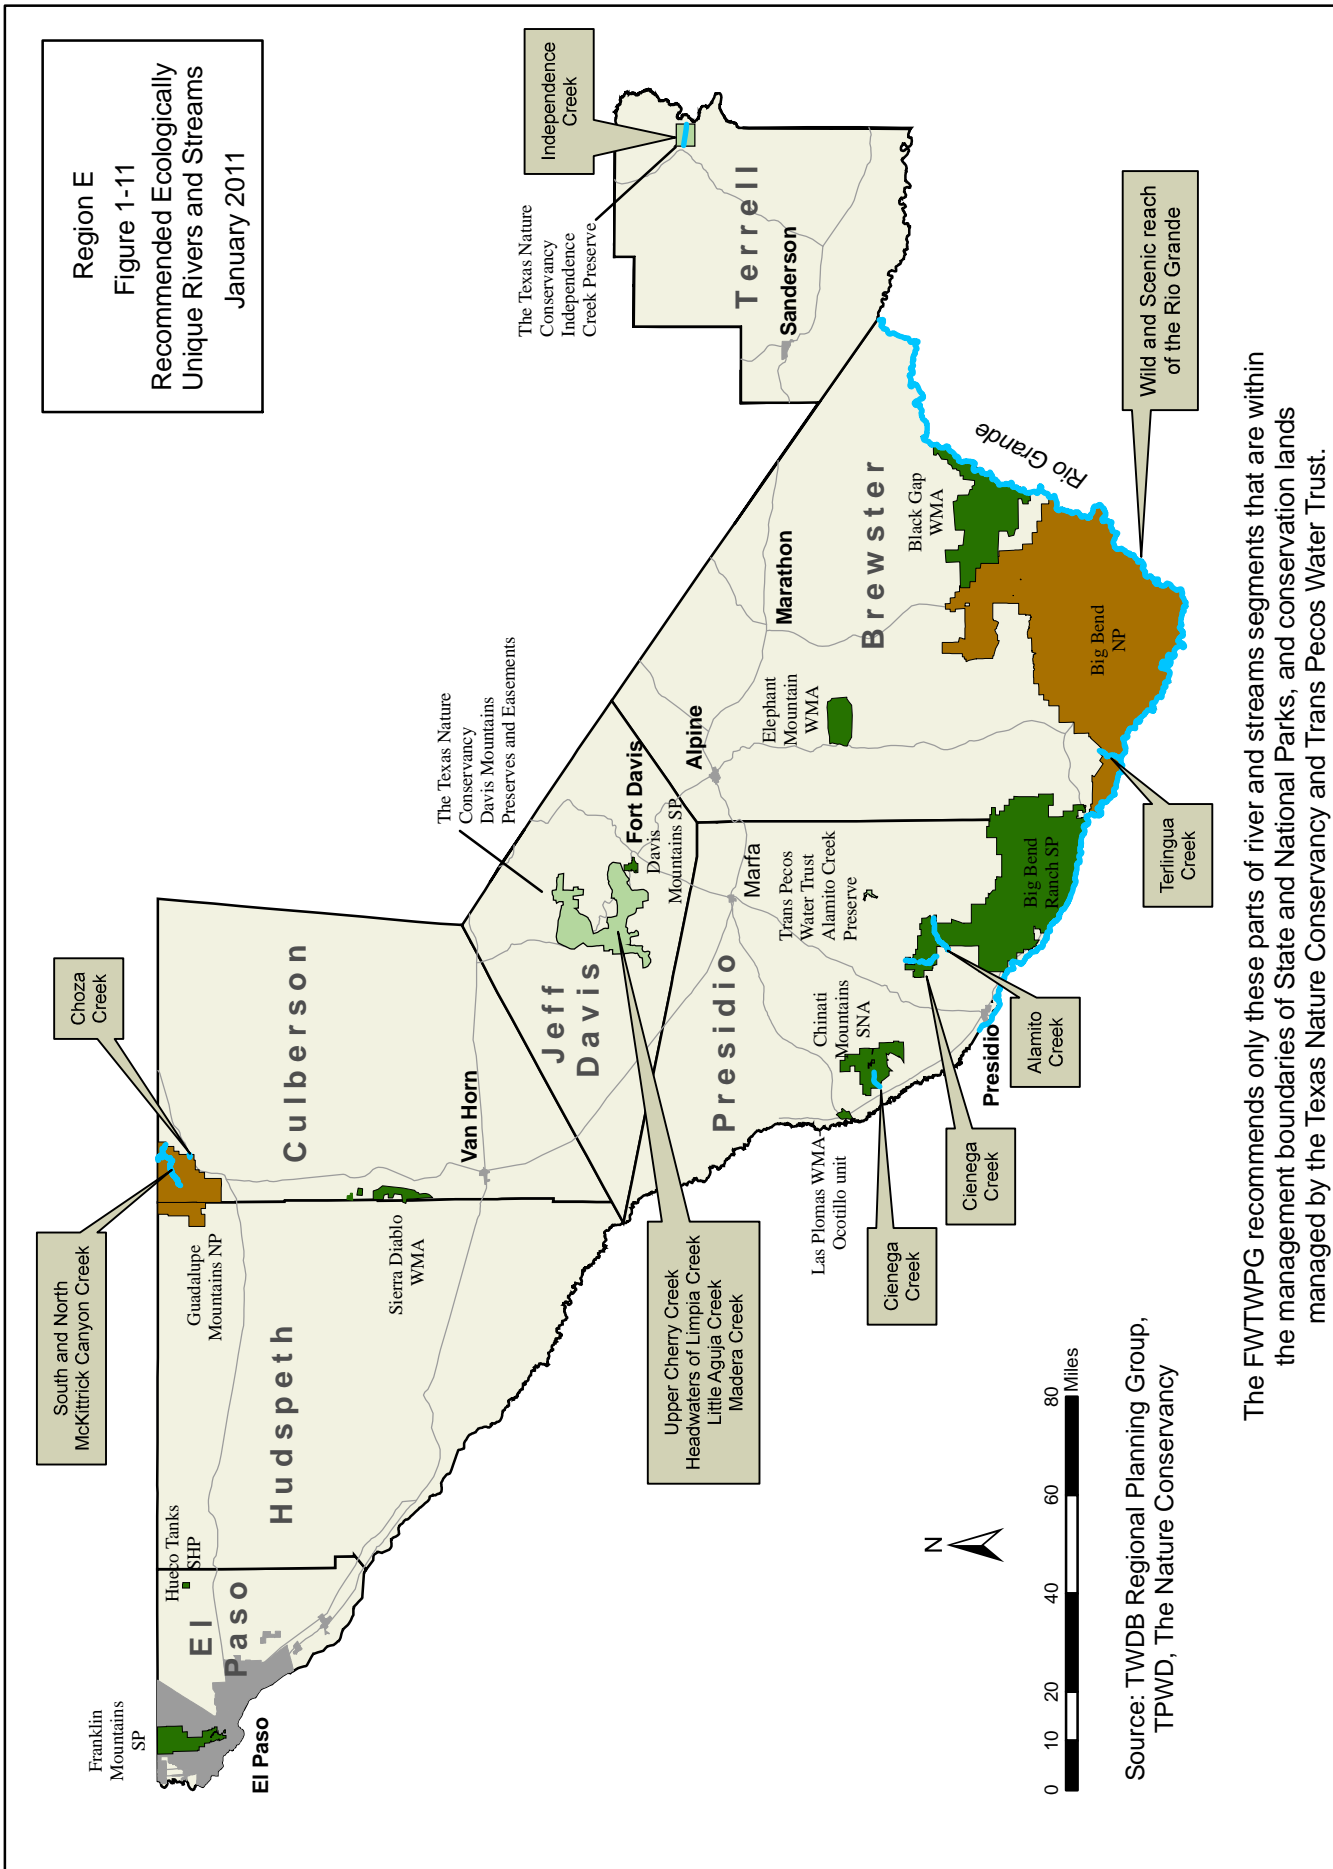 Region E
Figure 1-11
Recommended Ecologically
Unique Rivers and Streams
January 2011
Franklin
Mountains
SP
El Paso
El
Paso
Hueco Tanks
SHP
Hudspeth
South and North
McKittrick Canyon Creek
Guadalupe
Mountains NP
Choza
Creek
Sierra Diablo
WMA
Culberson
Van Horn
The Texas Nature
Conservancy
Davis Mountains
Preserves and Easements
Jeff
Davis
Fort Davis
Davis
Mountains SP
Upper Cherry Creek
Headwaters of Limpia Creek
Little Aguja Creek
Madera Creek
Presidio
Marfa
Trans Pecos
Water Trust
Alamito Creek
Preserve
Chinati
Mountains
SNA
Las Plomas WMA-
Ocotillo unit
Cienega
Creek
Cienega
Creek
Presidio
Alamito
Creek
Big Bend
Ranch SP
Terlingua
Creek
Alpine
Elephant
Mountain
WMA
Marathon
Brewster
Black Gap
WMA
Big Bend
NP
Rio Grande
Wild and Scenic reach
of the Rio Grande
The Texas Nature
Conservancy
Independence
Creek Preserve
Independence
Creek
Terrell
Sanderson
N
0 10 20 40 60 80
Miles
Source: TWDB Regional Planning Group,
TPWD, The Nature Conservancy
The FWTWPG recommends only these parts of river and streams segments that are within
the management boundaries of State and National Parks, and conservation lands
managed by the Texas Nature Conservancy and Trans Pecos Water Trust.